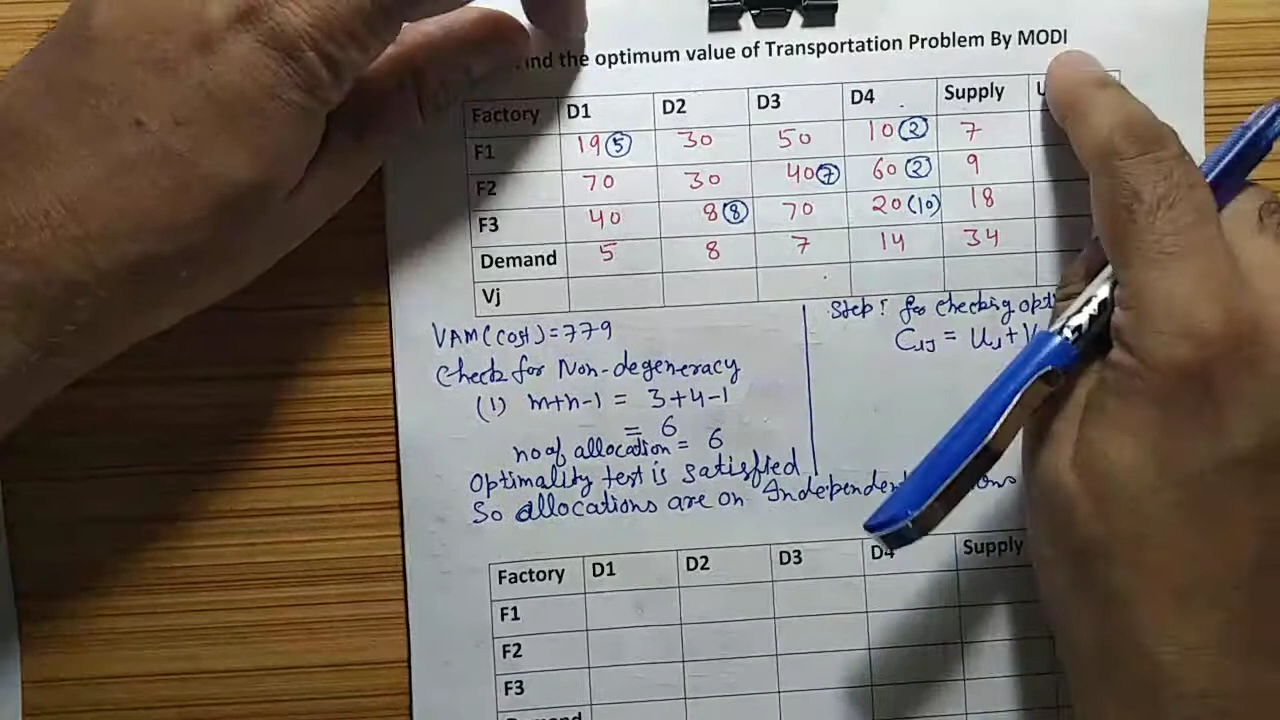 ind the optimum value of Transportation Problem By MODI
Factory D1 D2 D3 D4 Supply U
F1 19 (5) 30 50 10 (2) 7
F2 70 30 40 (7) 60 (2) 9
F3 40 8 (8) 70 20 (10) 18
Demand 5 8 7 14 34
Vj
VAM (cost) = 779
Check for Non-degeneracy
(1) m+n-1 = 3+4-1
= 6
no of allocation = 6
Optimality test is satisfied
So allocations are on Independent
Step: for checking opti
Cij = Ui + V
Factory D1 D2 D3 D4 Supply
F1
F2
F3
Demand